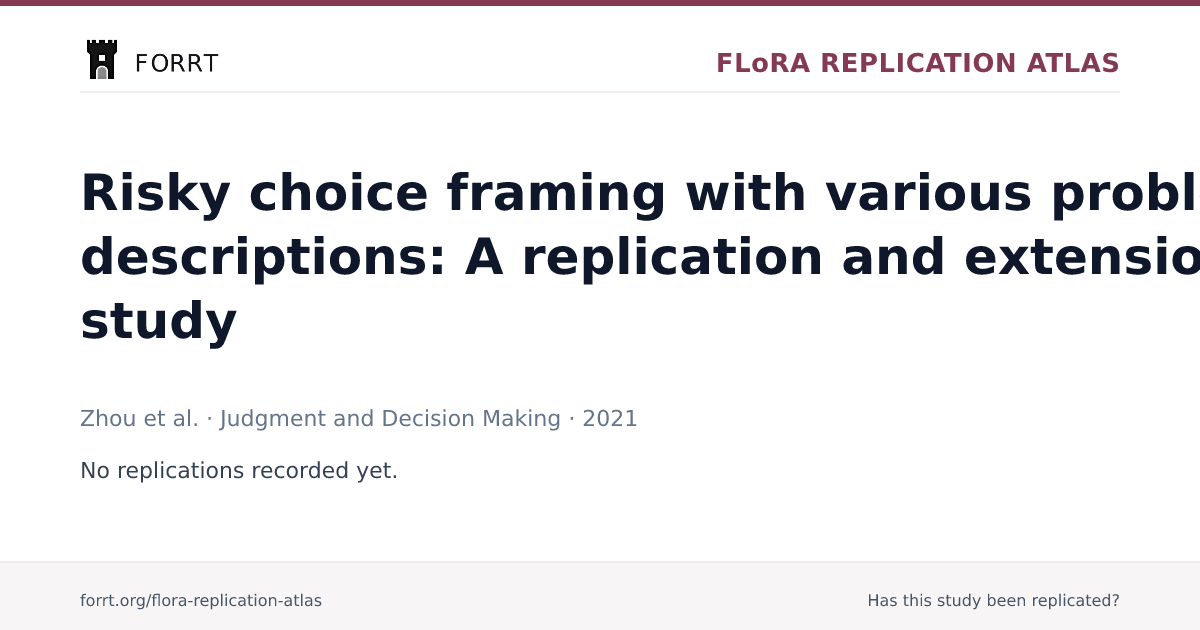 FORRT
FLoRA REPLICATION ATLAS
Risky choice framing with various probl
descriptions: A replication and extensio
study
Zhou et al. · Judgment and Decision Making · 2021
No replications recorded yet.
forrt.org/flora-replication-atlas
Has this study been replicated?